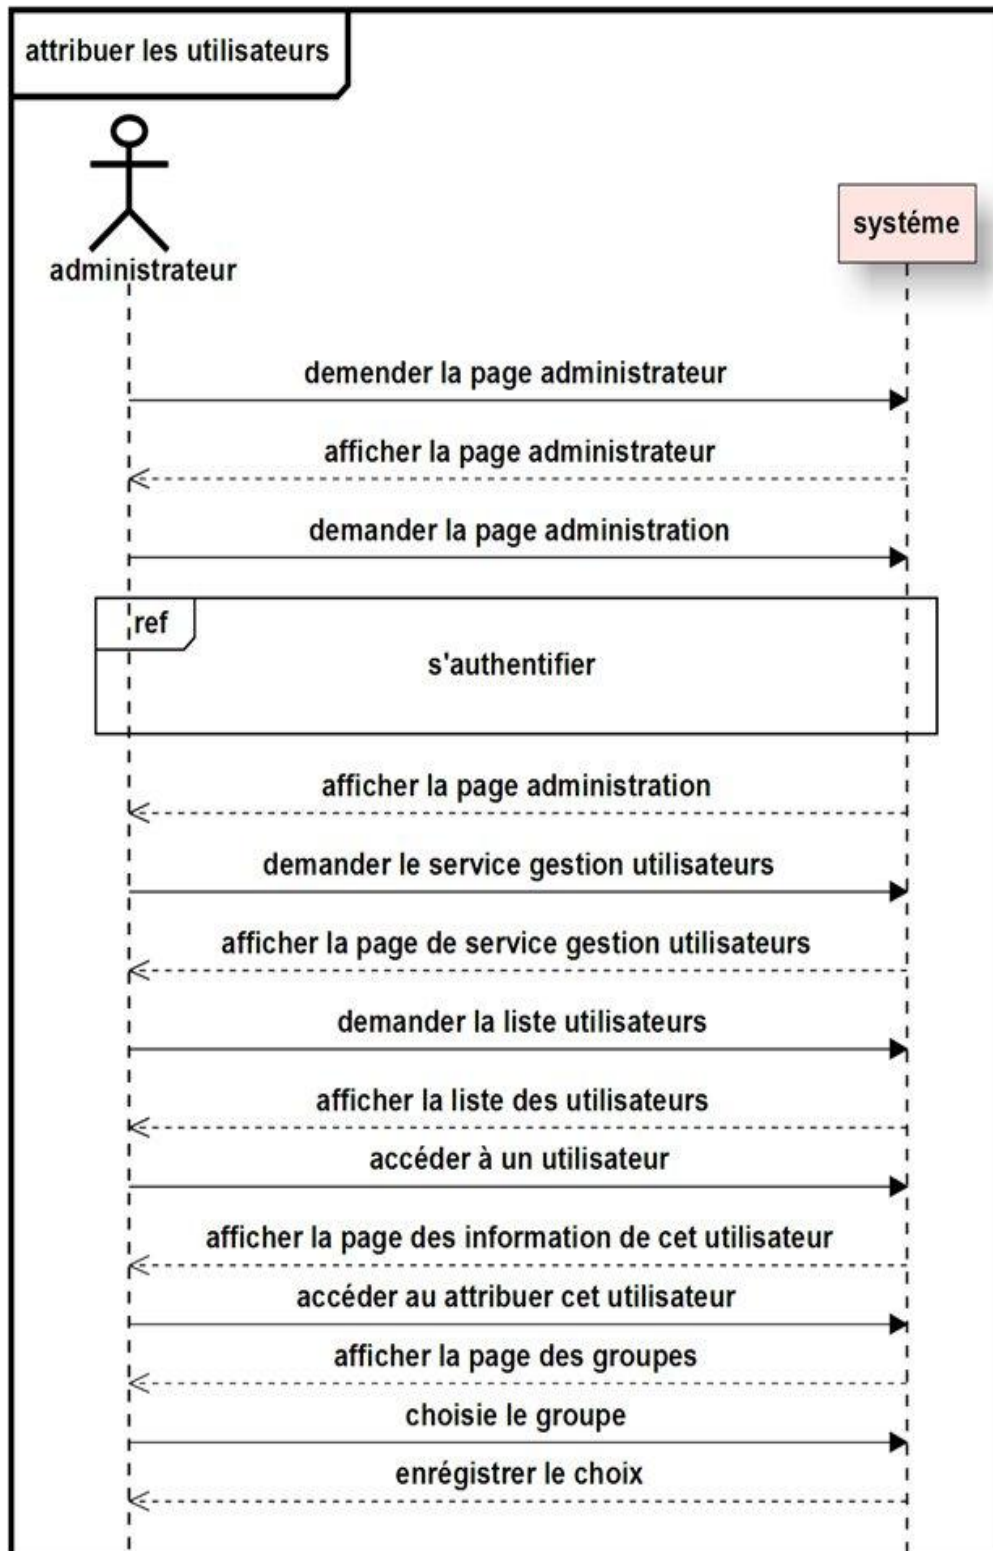 attribuer les utilisateurs
administrateur
systéme
demender la page administrateur
afficher la page administrateur
demander la page administration
ref
s'authentifier
afficher la page administration
demander le service gestion utilisateurs
afficher la page de service gestion utilisateurs
demander la liste utilisateurs
afficher la liste des utilisateurs
accéder à un utilisateur
afficher la page des information de cet utilisateur
accéder au attribuer cet utilisateur
afficher la page des groupes
choisie le groupe
enrégistrer le choix